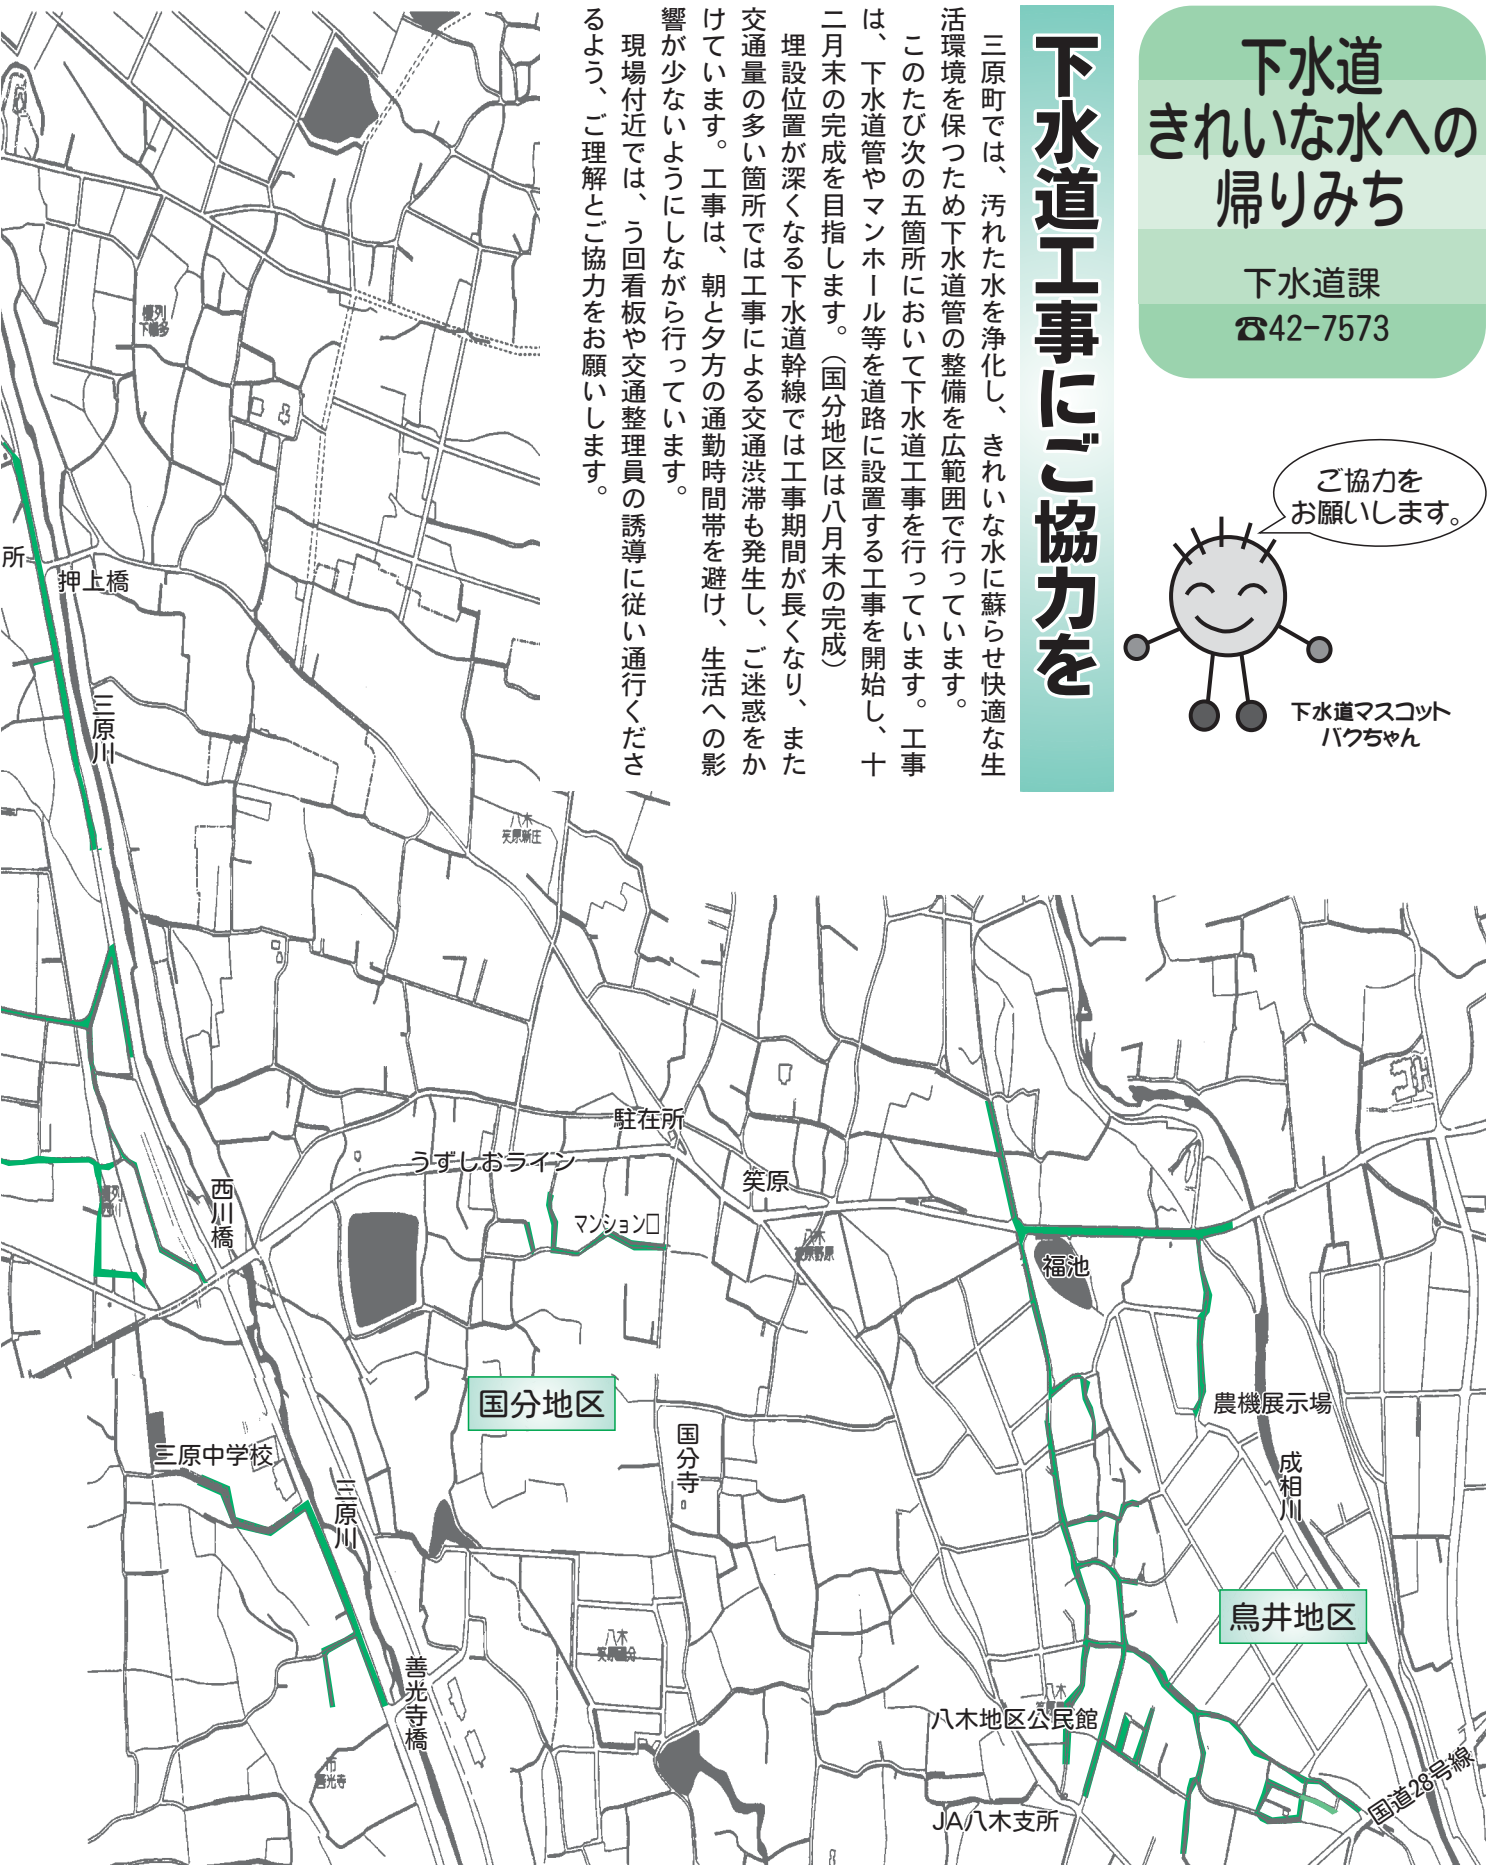 下水道
きれいな水への
帰りみち
下水道課
☎42-7573
下水道工事にご協力を
三原町では、汚れた水を浄化し、きれいな水に蘇らせ快適な生
活環境を保つため下水道管の整備を広範囲で行っています。
このたび次の五箇所において下水道工事を行っています。工事
は、下水道管やマンホール等を道路に設置する工事を開始し、十
二月末の完成を目指します。（国分地区は八月末の完成）
埋設位置が深くなる下水道幹線では工事期間が長くなり、また
交通量の多い箇所では工事による交通渋滞も発生し、ご迷惑をか
けています。工事は、朝と夕方の通勤時間帯を避け、生活への影
響が少ないようにしながら行っています。
現場付近では、う回看板や交通整理員の誘導に従い通行くださ
るよう、ご理解とご協力をお願いします。
ご協力を
お願いします。
下水道マスコット
バクちゃん
所
押上橋
三原川
八木
笑原新庄
駐在所
うずしおライン
笑原
西川橋
マンション
福池
国分地区
農機展示場
三原中学校
国分寺
成相川
三原川
鳥井地区
八木
善光寺橋
八木
八木地区公民館
市
善光寺
国道28号線
JA八木支所